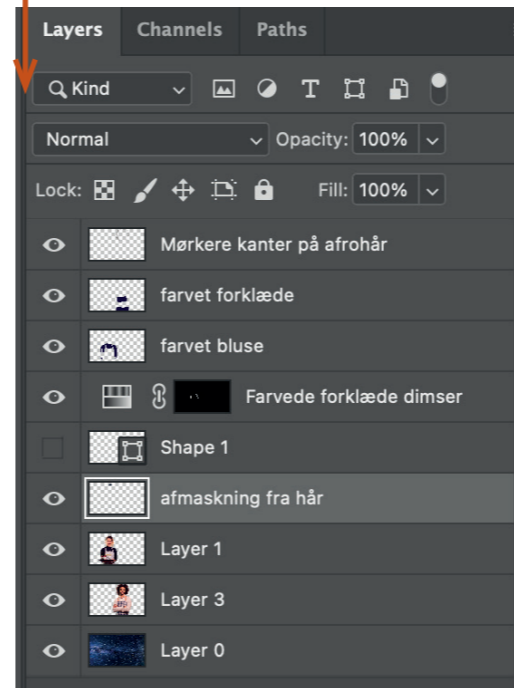 Layers Channels Paths
Kind T
Normal Opacity: 100%
Lock: Fill: 100%
Mørkere kanter på afrohår
farvet forklæde
farvet bluse
Farvede forklæde dimser
Shape 1
afmaskning fra hår
Layer 1
Layer 3
Layer 0